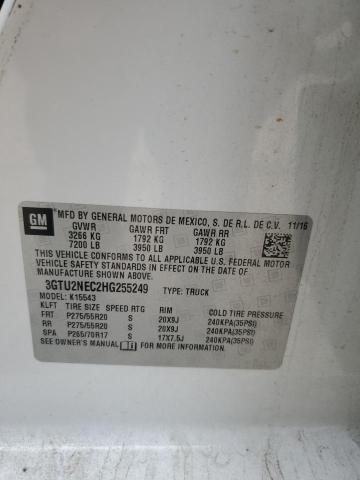 GM
MFD BY GENERAL MOTORS DE MEXICO, S. DE R.L. DE C.V. 11/16
GVWR GAWR FRT GAWR RR
3266 KG 1792 KG 1792 KG
7200 LB 3950 LB 3950 LB
THIS VEHICLE CONFORMS TO ALL APPLICABLE U.S. FEDERAL MOTOR
VEHICLE SAFETY STANDARDS IN EFFECT ON THE DATE OF
MANUFACTURE SHOWN ABOVE.
3GTU2NEC2HG255249 TYPE: TRUCK
MODEL: K15543
KLFT TIRE SIZE SPEED RTG RIM COLD TIRE PRESSURE
FRT P275/55R20 S 20X9J 240KPA(35PSI)
RR P275/55R20 S 20X9J 240KPA(35PSI)
SPA P265/70R17 S 17X7.5J 240KPA(35PSI)
SEE OWNER'S MANUAL FOR ADDITIONAL INFORMATION.